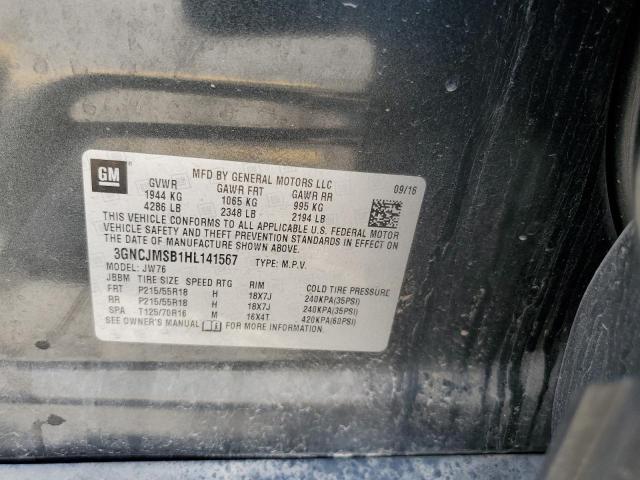 GM
MFD BY GENERAL MOTORS LLC
09/16
GVWR GAWR FRT GAWR RR
1944 KG 1065 KG 995 KG
4286 LB 2348 LB 2194 LB
THIS VEHICLE CONFORMS TO ALL APPLICABLE U.S. FEDERAL MOTOR
VEHICLE SAFETY AND THEFT PREVENTION STANDARDS IN EFFECT ON
THE DATE OF MANUFACTURE SHOWN ABOVE.
3GNCJMSB1HL141567 TYPE: M.P.V.
MODEL: JW76
JBBM TIRE SIZE SPEED RTG RIM COLD TIRE PRESSURE
FRT P215/55R18 H 18X7J 240KPA(35PSI)
RR P215/55R18 H 18X7J 240KPA(35PSI)
SPA T125/70R16 M 16X4T 420KPA(60PSI)
SEE OWNER'S MANUAL FOR MORE INFORMATION.